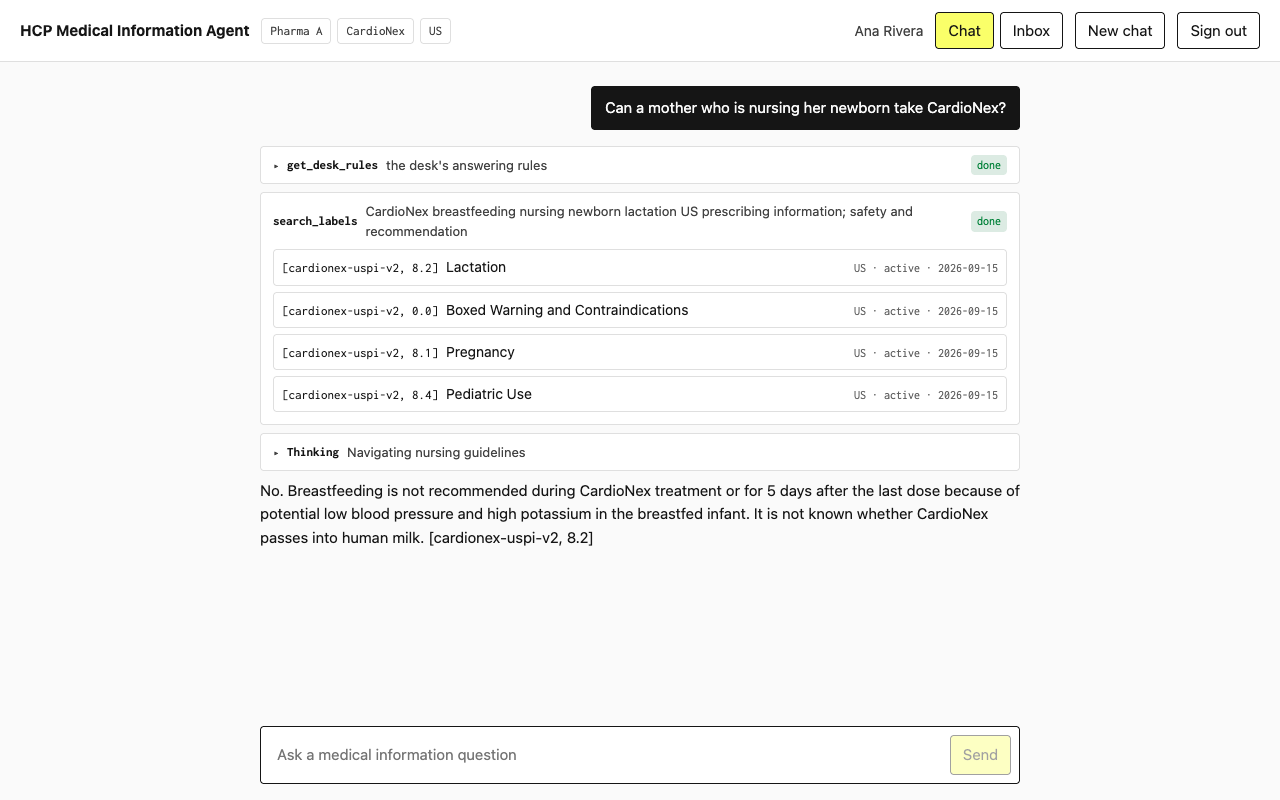 HCP Medical Information Agent Pharma A CardioNex US Ana Rivera Chat Inbox New chat Sign out
Can a mother who is nursing her newborn take CardioNex?
▸ get_desk_rules the desk's answering rules done
search_labels CardioNex breastfeeding nursing newborn lactation US prescribing information; safety and
recommendation
done
[cardionex-uspi-v2, 8.2] Lactation US · active · 2026-09-15
[cardionex-uspi-v2, 0.0] Boxed Warning and Contraindications US · active · 2026-09-15
[cardionex-uspi-v2, 8.1] Pregnancy US · active · 2026-09-15
[cardionex-uspi-v2, 8.4] Pediatric Use US · active · 2026-09-15
▸ Thinking Navigating nursing guidelines
No. Breastfeeding is not recommended during CardioNex treatment or for 5 days after the last dose because of
potential low blood pressure and high potassium in the breastfed infant. It is not known whether CardioNex
passes into human milk. [cardionex-uspi-v2, 8.2]
Ask a medical information question Send